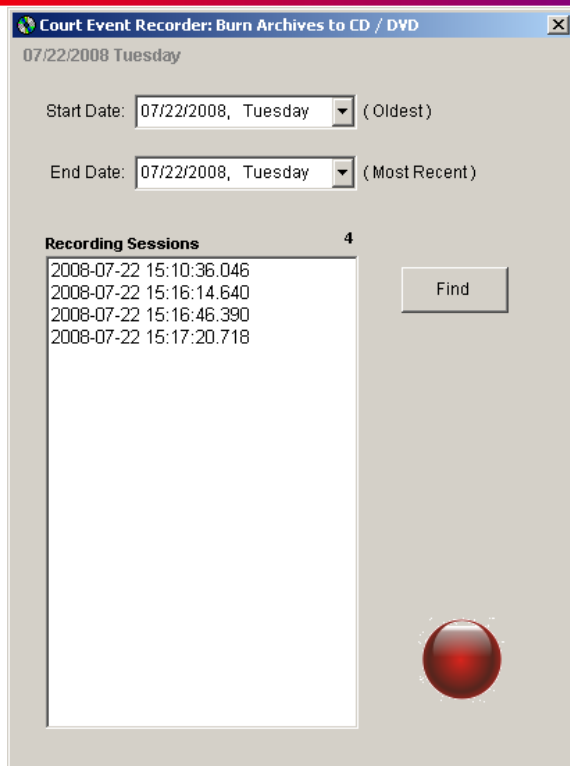 Court Event Recorder: Burn Archives to CD / DVD
07/22/2008 Tuesday
Start Date: 07/22/2008, Tuesday ( Oldest )
End Date: 07/22/2008, Tuesday ( Most Recent )
Recording Sessions 4
2008-07-22 15:10:36.046
2008-07-22 15:16:14.640
2008-07-22 15:16:46.390
2008-07-22 15:17:20.718
Find